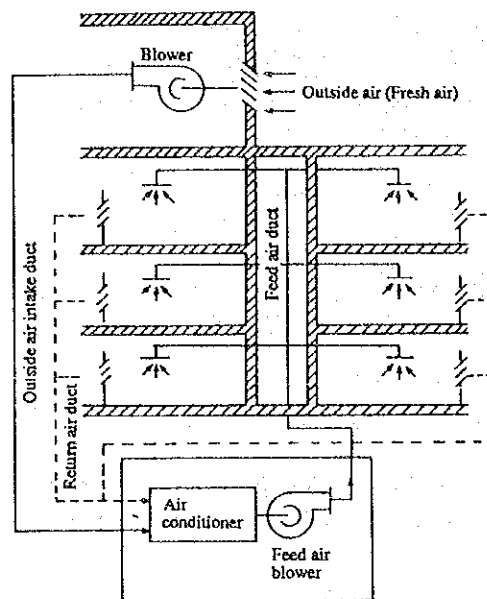 Blower
Outside air (Fresh air)
Outside air intake duct
Feed air duct
Return air duct
Air
conditioner
Feed air
blower